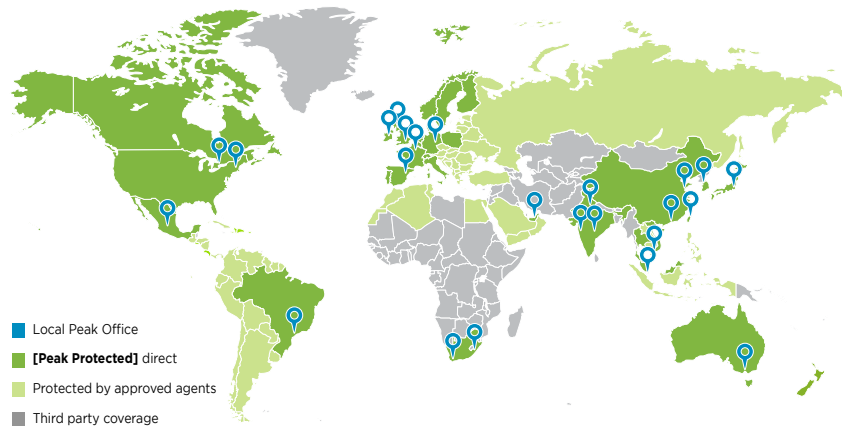 Local Peak Office
[Peak Protected] direct
Protected by approved agents
Third party coverage